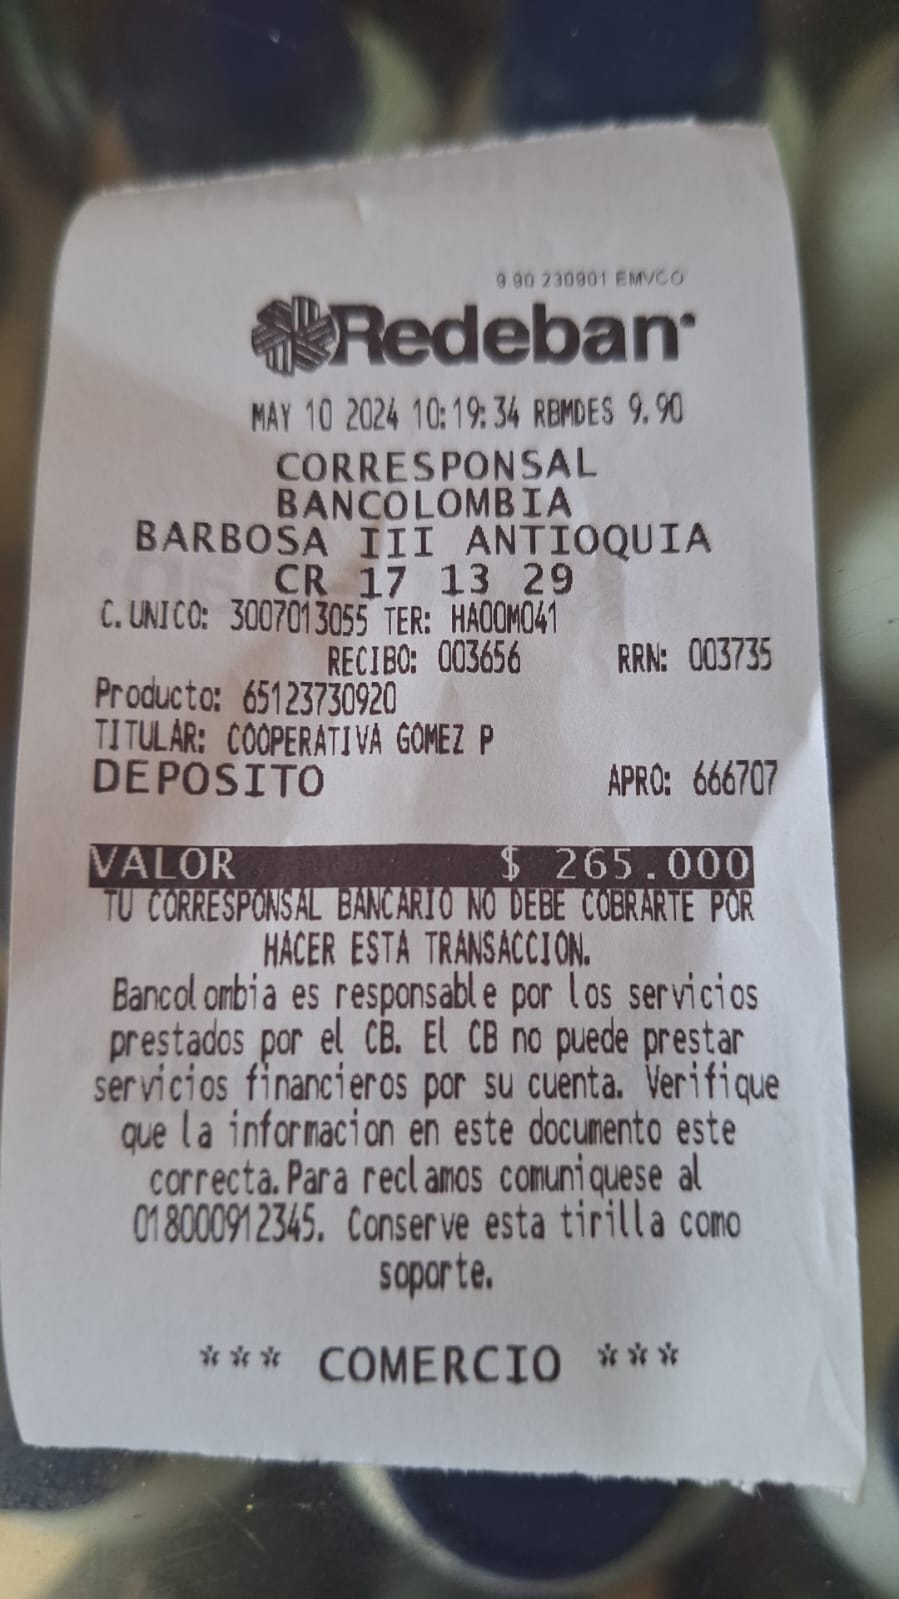 9 90 230901 EMVCO
Redeban
MAY 10 2024 10:19:34 RBMDES 9.90
CORRESPONSAL
BANCOLOMBIA
BARBOSA III ANTIOQUIA
CR 17 13 29
C. UNICO: 3007013055 TER: HA00M041
RECIBO: 003656 RRN: 003735
Producto: 65123730920
TITULAR: COOPERATIVA GOMEZ P
DEPOSITO APRO: 666707
VALOR $ 265.000
TU CORRESPONSAL BANCARIO NO DEBE COBRARTE POR
HACER ESTA TRANSACCION.
Bancolombia es responsable por los servicios
prestados por el CB. El CB no puede prestar
servicios financieros por su cuenta. Verifique
que la informacion en este documento este
correcta.Para reclamos comuniquese al
018000912345. Conserve esta tirilla como
soporte.
*** COMERCIO ***